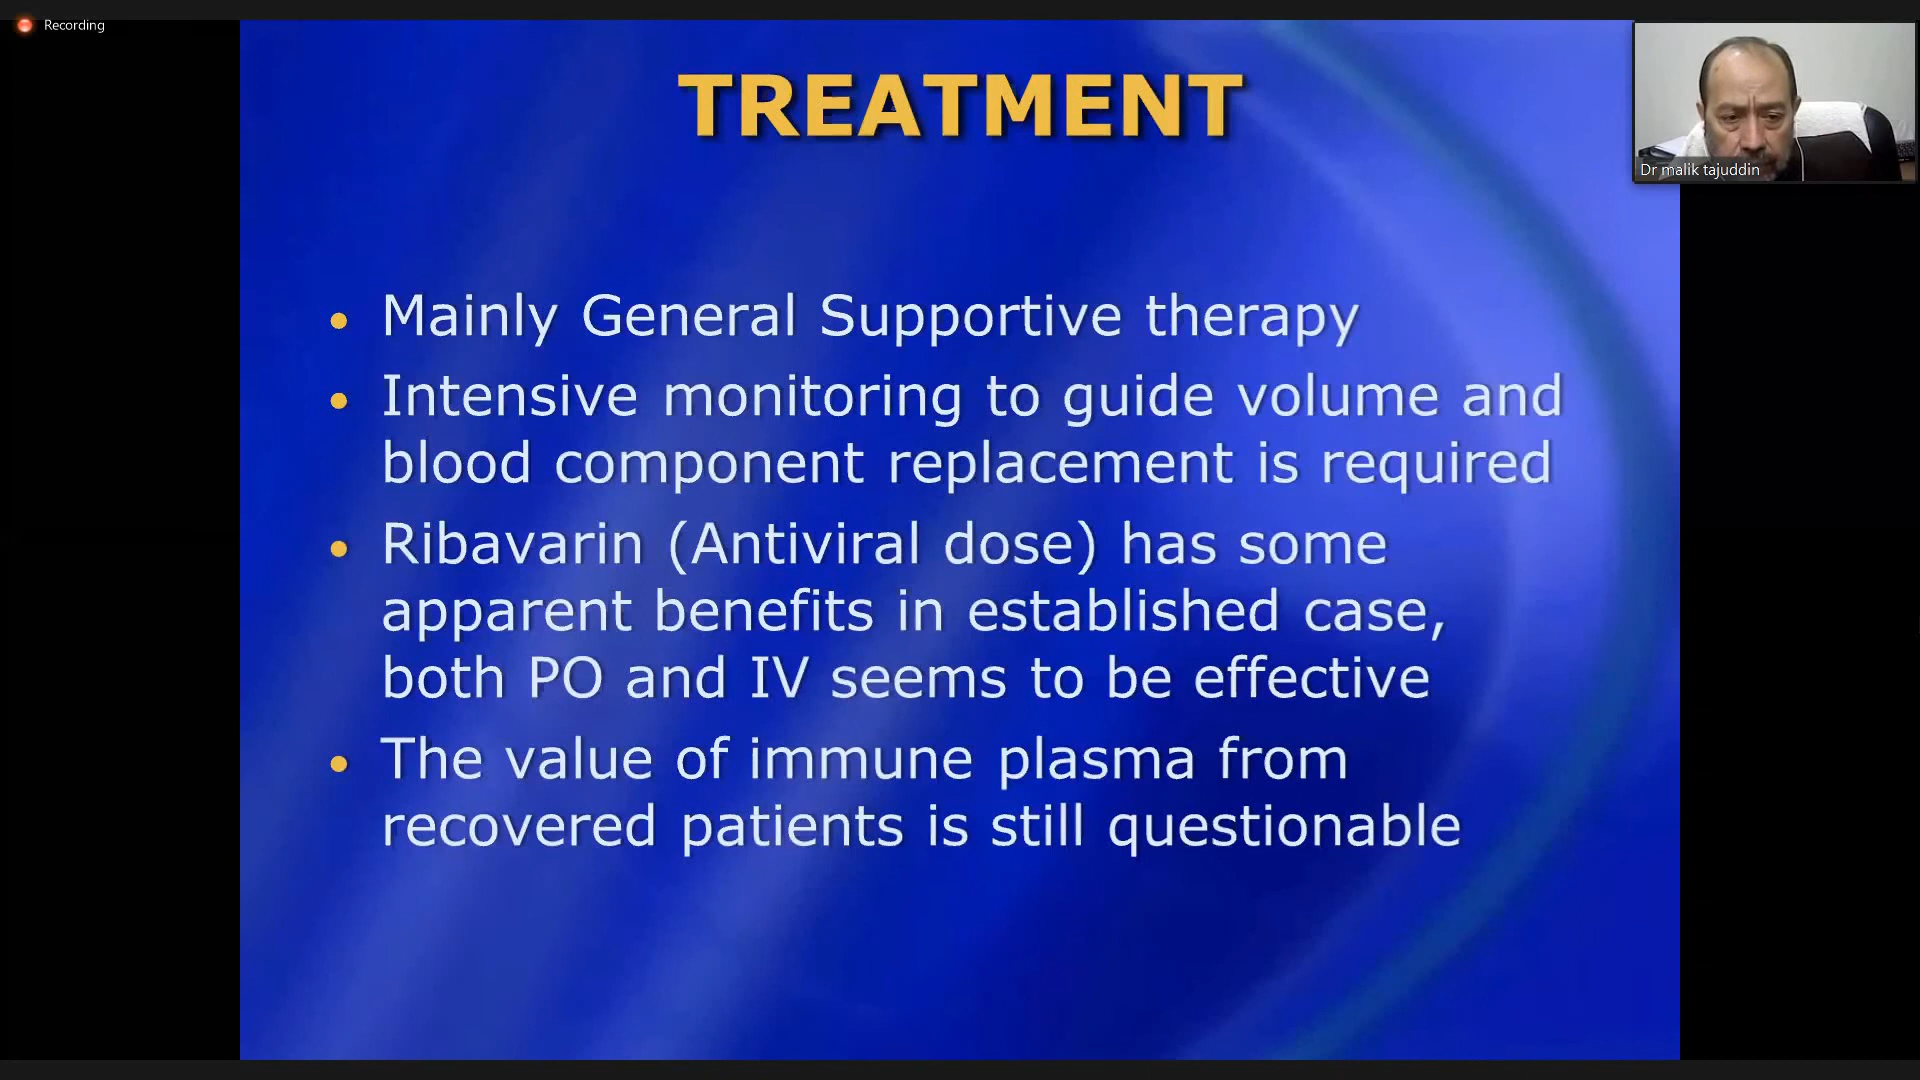 Recording
TREATMENT
Dr malik tajuddin
• Mainly General Supportive therapy
• Intensive monitoring to guide volume and
blood component replacement is required
• Ribavarin (Antiviral dose) has some
apparent benefits in established case,
both PO and IV seems to be effective
• The value of immune plasma from
recovered patients is still questionable